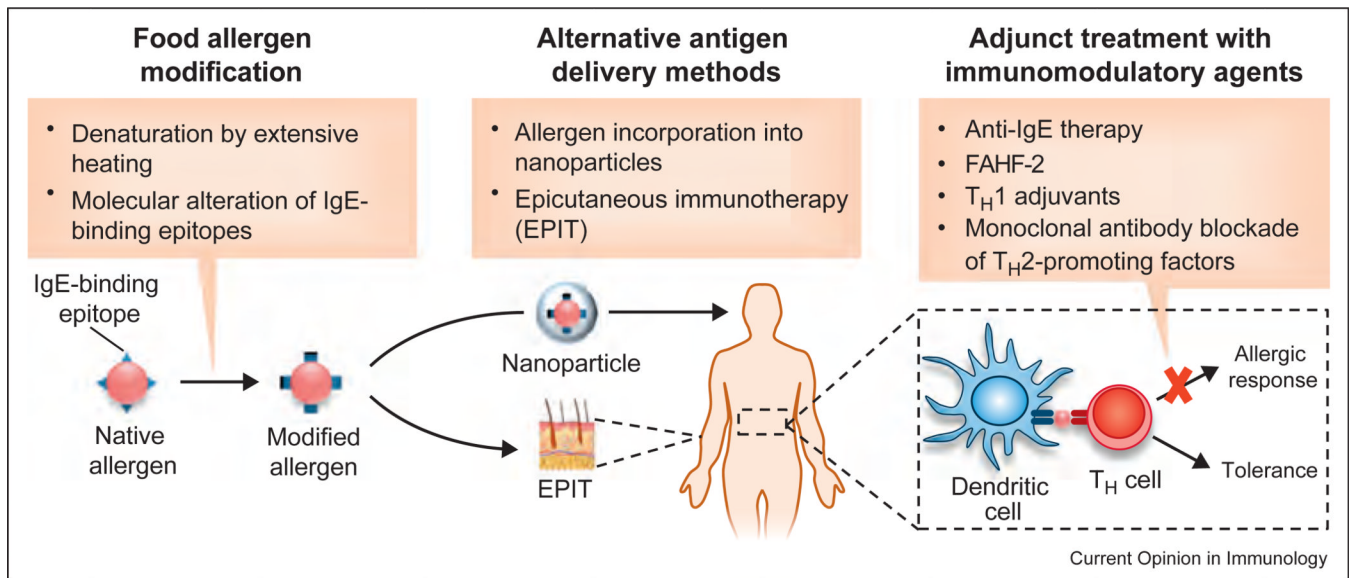 Food allergen
modification
• Denaturation by extensive
heating
• Molecular alteration of IgE-
binding epitopes
IgE-binding
epitope
Native
allergen
Modified
allergen
Alternative antigen
delivery methods
• Allergen incorporation into
nanoparticles
• Epicutaneous immunotherapy
(EPIT)
Nanoparticle
EPIT
Adjunct treatment with
immunomodulatory agents
• Anti-IgE therapy
• FAHF-2
• TH1 adjuvants
• Monoclonal antibody blockade
of TH2-promoting factors
Allergic
response
Tolerance
Dendritic
cell
TH cell
Current Opinion in Immunology